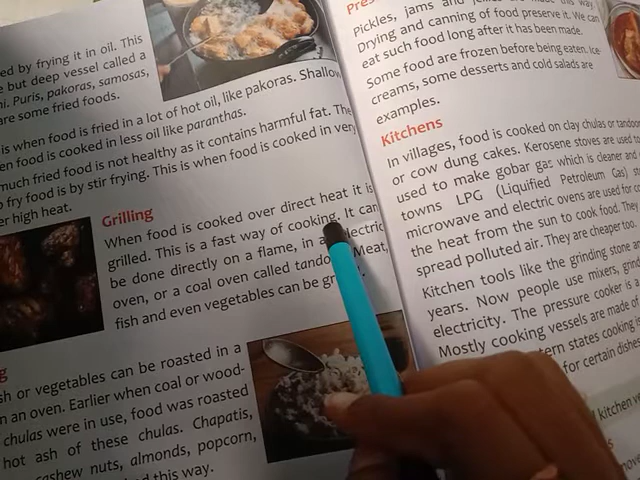 ed by frying it in oil. This
but deep vessel called a
Puris, pakoras, samosas,
are some fried foods.
is when food is fried in a lot of hot oil, like pakoras. Shallow
en food is cooked in less oil like paranthas.
much fried food is not healthy as it contains harmful fat. The
fry food is by stir frying. This is when food is cooked in very
er high heat.
Grilling
When food is cooked over direct heat it is
grilled. This is a fast way of cooking. It can
be done directly on a flame, in a electric
oven, or a coal oven called tando Meat,
fish and even vegetables can be gr
g
sh or vegetables can be roasted in a
n an oven. Earlier when coal or wood-
chulas were in use, food was roasted
hot ash of these chulas. Chapatis,
cashew nuts, almonds, popcorn,
d this way.
Pickles, jams and
Drying and canning of food preserve it. We can
eat such food long after it has been made.
Some food are frozen before being eaten. Ice-
creams, some desserts and cold salads are
examples.
Kitchens
In villages, food is cooked on clay chulas or tandoor
or cow dung cakes. Kerosene stoves are used to
used to make gobar gas which is cleaner and
towns LPG (Liquified Petroleum Gas) st
microwave and electric ovens are used for co
the heat from the sun to cook food. They
spread polluted air. They are cheaper too.
Kitchen tools like the grinding stone a
years. Now people use mixers, grind
electricity. The pressure cooker is a
Mostly cooking vessels are made o
tern states cooking is
for certain dishes
kitchen ve